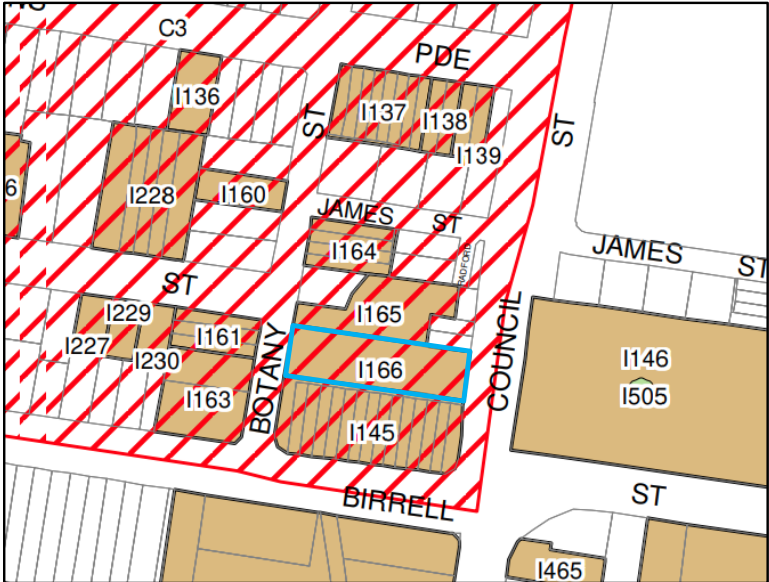 C3
PDE
I136
I137
I138
I139
ST
ST
6
I228
I160
JAMES
ST
I164
RADFORD
JAMES
ST
ST
I229
I161
I165
I227
I230
BOTANY
COUNCIL
I146
I166
I505
I163
I145
BIRRELL
ST
I465